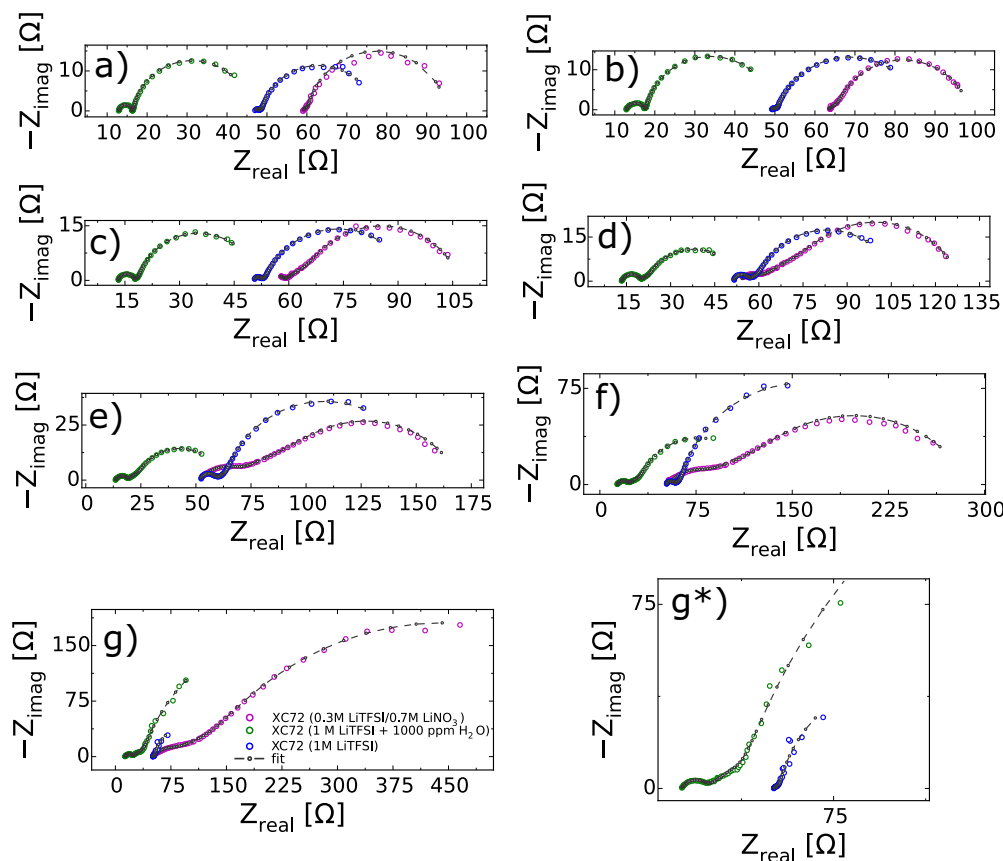 a)
−Z_imag [Ω]
10
0
10 20 30 40 50 60 70 80 90 100
Z_real [Ω]
b)
−Z_imag [Ω]
10
0
10 20 30 40 50 60 70 80 90 100
Z_real [Ω]
c)
−Z_imag [Ω]
15
0
15 30 45 60 75 90 105
Z_real [Ω]
d)
−Z_imag [Ω]
15
0
15 30 45 60 75 90 105 120 135
Z_real [Ω]
e)
−Z_imag [Ω]
25
0
0 25 50 75 100 125 150 175
Z_real [Ω]
f)
−Z_imag [Ω]
75
0
0 75 150 225 300
Z_real [Ω]
g)
−Z_imag [Ω]
150
75
0
0 75 150 225 300 375 450
Z_real [Ω]
XC72 (0.3M LiTFSI/0.7M LiNO₃)
XC72 (1 M LiTFSI + 1000 ppm H₂O)
XC72 (1M LiTFSI)
fit
g*)
−Z_imag [Ω]
75
0
75
Z_real [Ω]